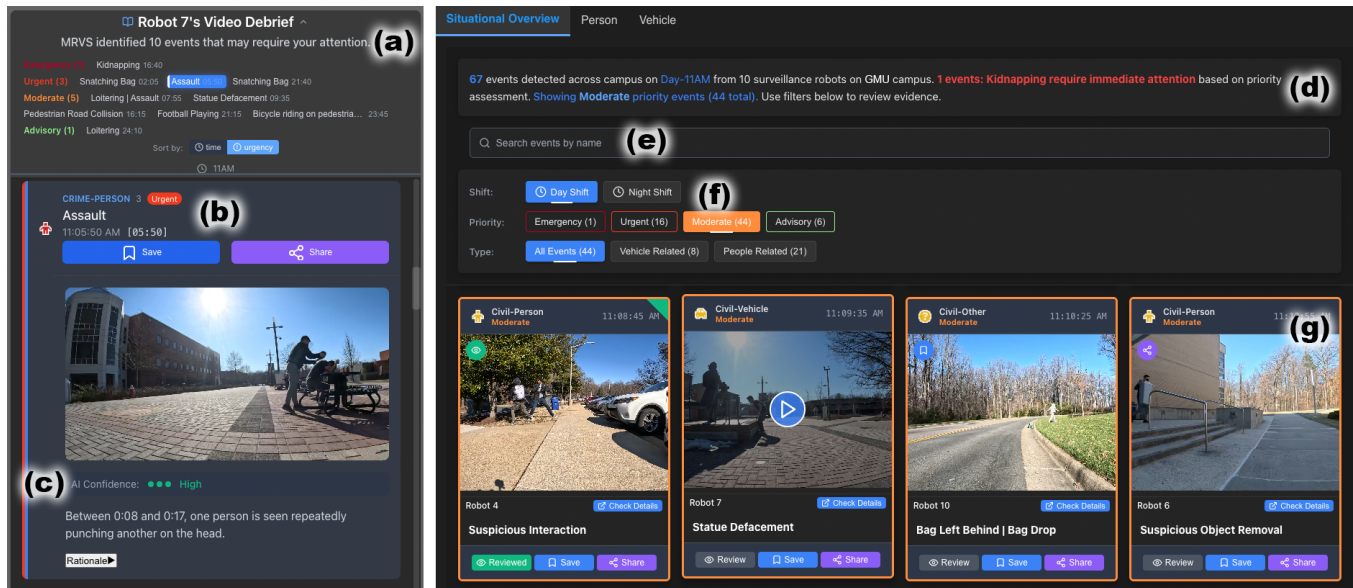 Robot 7's Video Debrief
MRVS identified 10 events that may require your attention.
(a)
Emergency (1) Kidnapping 16:40
Urgent (3) Snatching Bag 02:05 Assault 05:50 Snatching Bag 21:40
Moderate (5) Loitering | Assault 07:55 Statue Defacement 09:35
Pedestrian Road Collision 16:15 Football Playing 21:15 Bicycle riding on pedestria... 23:45
Advisory (1) Loitering 24:10
Sort by: time urgency
11AM
CRIME-PERSON 3 Urgent
(b)
Assault
11:05:50 AM [05:50]
Save Share
(c)
AI Confidence: High
Between 0:08 and 0:17, one person is seen repeatedly
punching another on the head.
Rationale
Situational Overview Person Vehicle
67 events detected across campus on Day-11AM from 10 surveillance robots on GMU campus. 1 events: Kidnapping require immediate attention based on priority
assessment. Showing Moderate priority events (44 total). Use filters below to review evidence.
(d)
Search events by name
(e)
Shift: Day Shift Night Shift
(f)
Priority: Emergency (1) Urgent (16) Moderate (44) Advisory (6)
Type: All Events (44) Vehicle Related (8) People Related (21)
Civil-Person
Moderate
11:08:45 AM
Robot 4 Check Details
Suspicious Interaction
Reviewed Save Share
Civil-Vehicle
Moderate
11:09:35 AM
Robot 7 Check Details
Statue Defacement
Review Save Share
Civil-Other
Moderate
11:10:25 AM
Robot 10 Check Details
Bag Left Behind | Bag Drop
Review Save Share
Civil-Person
Moderate
(g)
Robot 6 Check Details
Suspicious Object Removal
Review Save Share